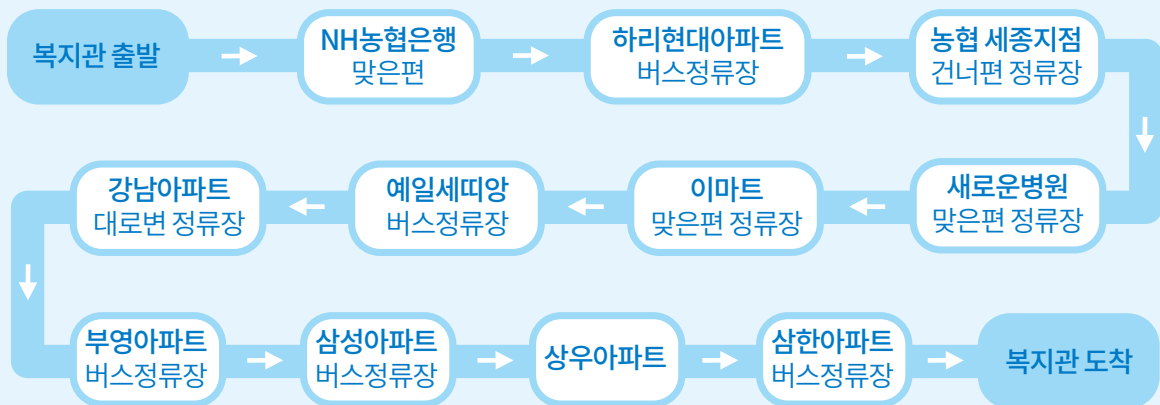 복지관 출발
NH농협은행
맞은편
하리현대아파트
버스정류장
농협 세종지점
건너편 정류장
새로운병원
맞은편 정류장
이마트
맞은편 정류장
예일세띠앙
버스정류장
강남아파트
대로변 정류장
부영아파트
버스정류장
삼성아파트
버스정류장
상우아파트
삼한아파트
버스정류장
복지관 도착